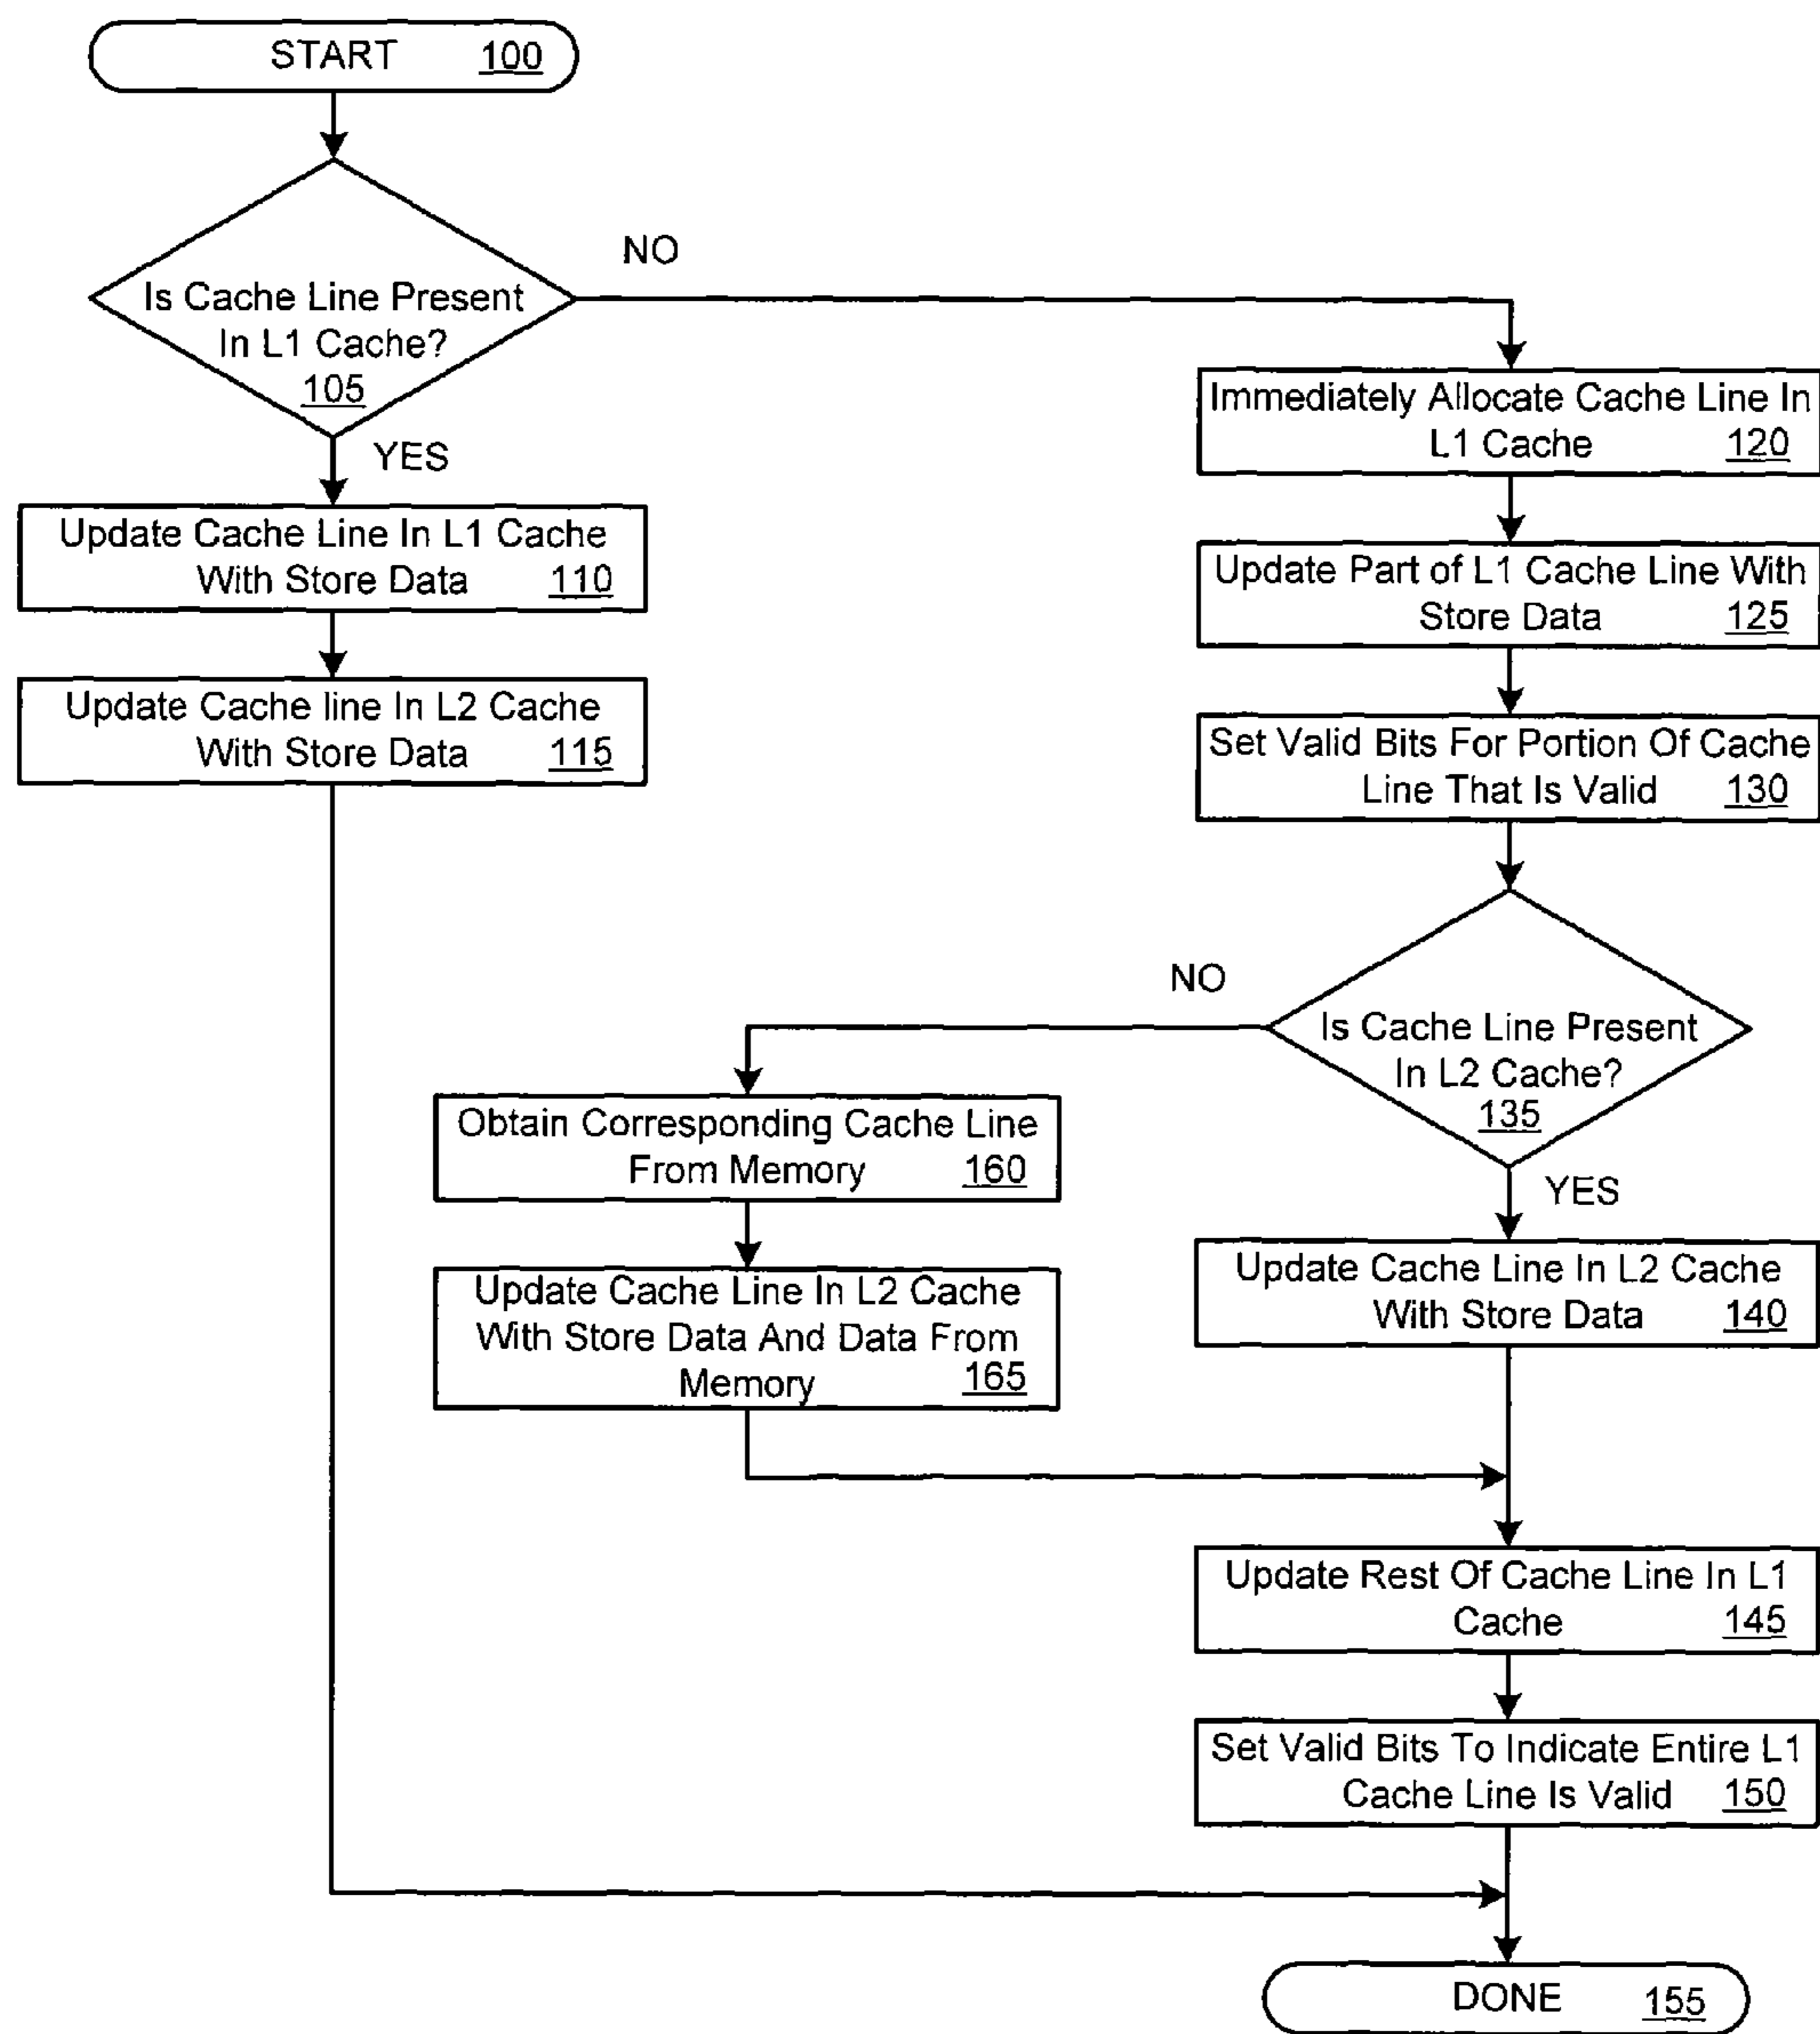 START 100
Is Cache Line Present
In L1 Cache?
105
NO
YES
Update Cache Line In L1 Cache
With Store Data 110
Update Cache line In L2 Cache
With Store Data 115
Immediately Allocate Cache Line In
L1 Cache 120
Update Part of L1 Cache Line With
Store Data 125
Set Valid Bits For Portion Of Cache
Line That Is Valid 130
Is Cache Line Present
In L2 Cache?
135
NO
YES
Obtain Corresponding Cache Line
From Memory 160
Update Cache Line In L2 Cache
With Store Data And Data From
Memory 165
Update Cache Line In L2 Cache
With Store Data 140
Update Rest Of Cache Line In L1
Cache 145
Set Valid Bits To Indicate Entire L1
Cache Line Is Valid 150
DONE 155